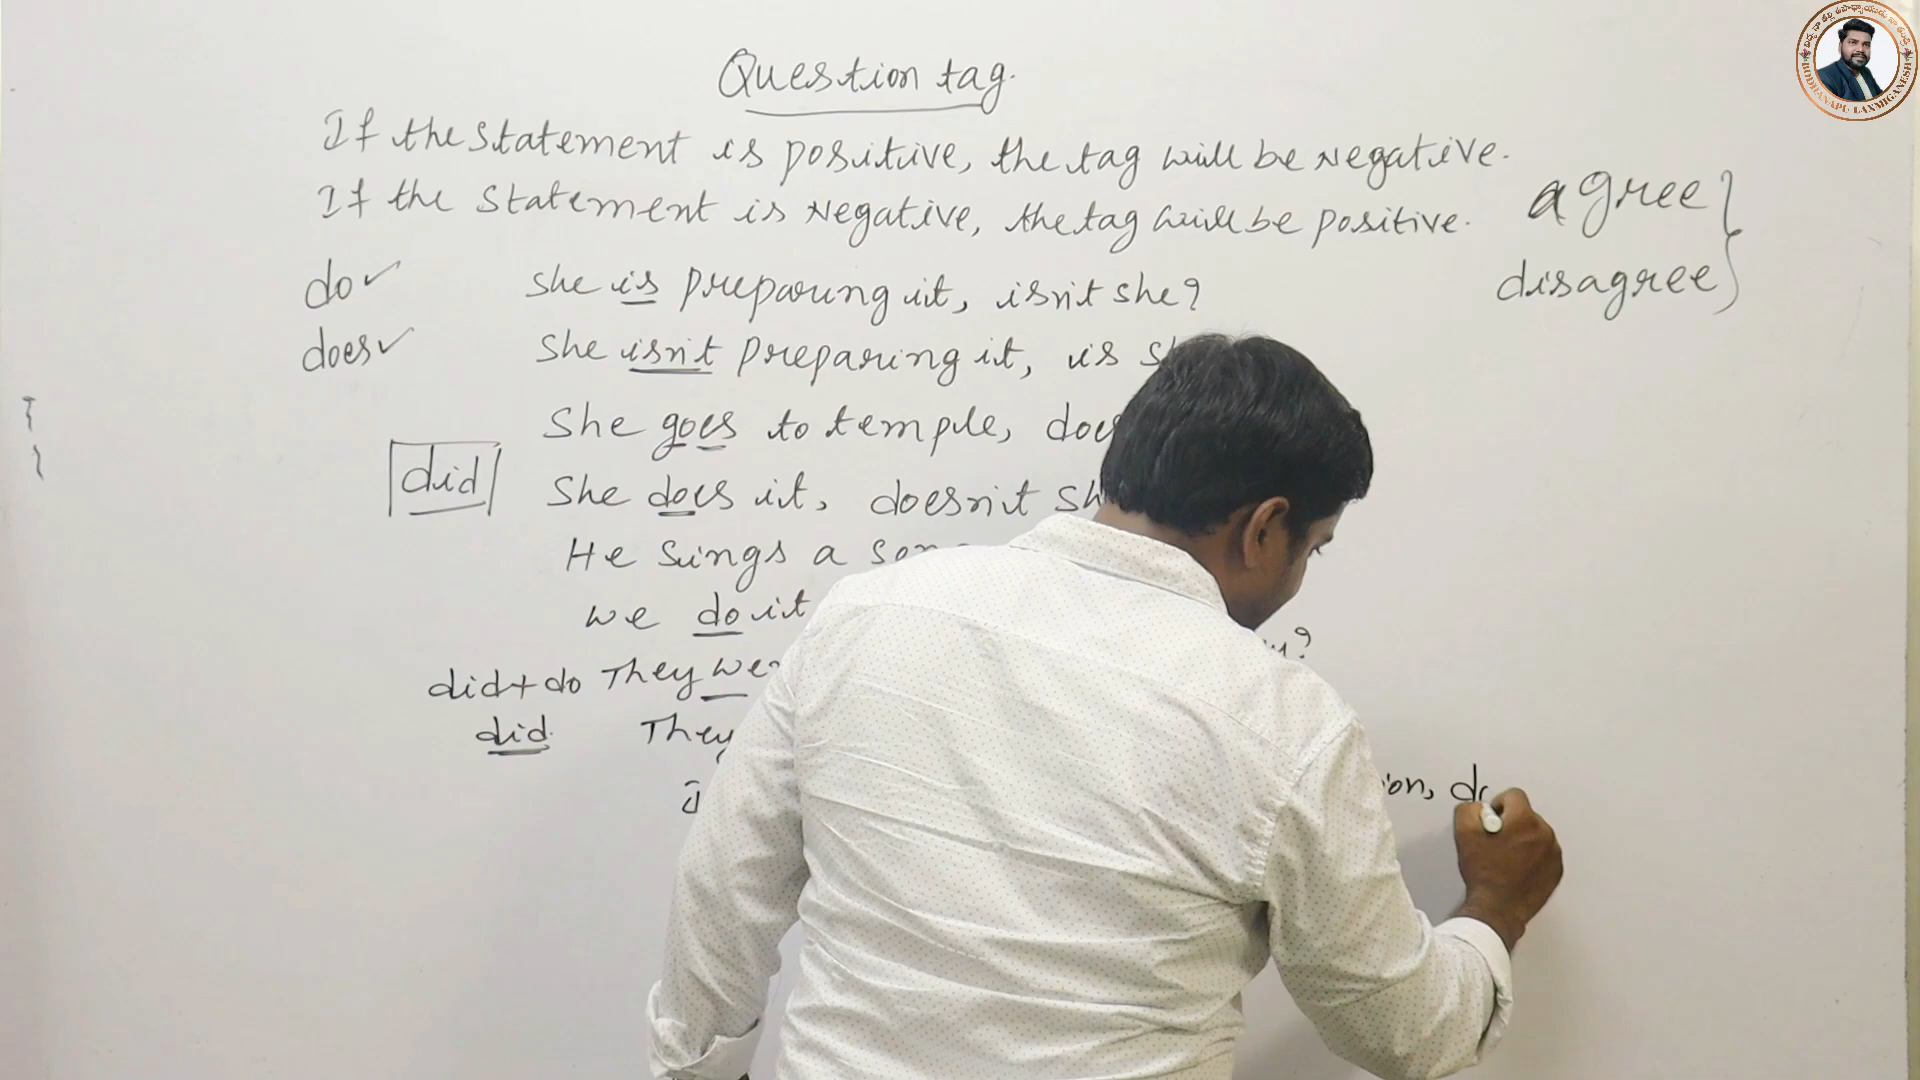 Question tag.
If the statement is positive, the tag will be Negative.
If the statement is Negative, the tag will be positive.
agree
disagree
do✓
does✓
She is preparing it, isn't she?
She isn't preparing it, is
She goes to temple,
did
She does it, doesn't
He sings a
we do it
did+do They
did.
They
BODHANAPU LAXMIGANESH